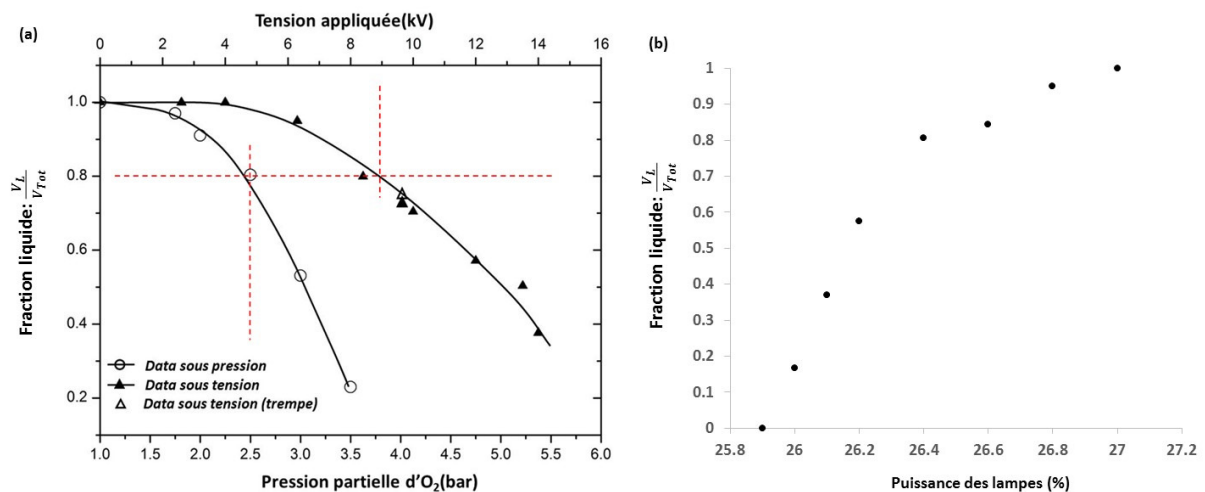 Tension appliquée(kV)
(a)
0 2 4 6 8 10 12 14 16
Fraction liquide: V_L/V_Tot
1.0
0.8
0.6
0.4
0.2
Data sous pression
Data sous tension
Data sous tension (trempe)
1.0 1.5 2.0 2.5 3.0 3.5 4.0 4.5 5.0 5.5 6.0
Pression partielle d'O₂(bar)
(b)
Fraction liquide: V_L/V_Tot
1
0.9
0.8
0.7
0.6
0.5
0.4
0.3
0.2
0.1
0
25.8 26 26.2 26.4 26.6 26.8 27 27.2
Puissance des lampes (%)